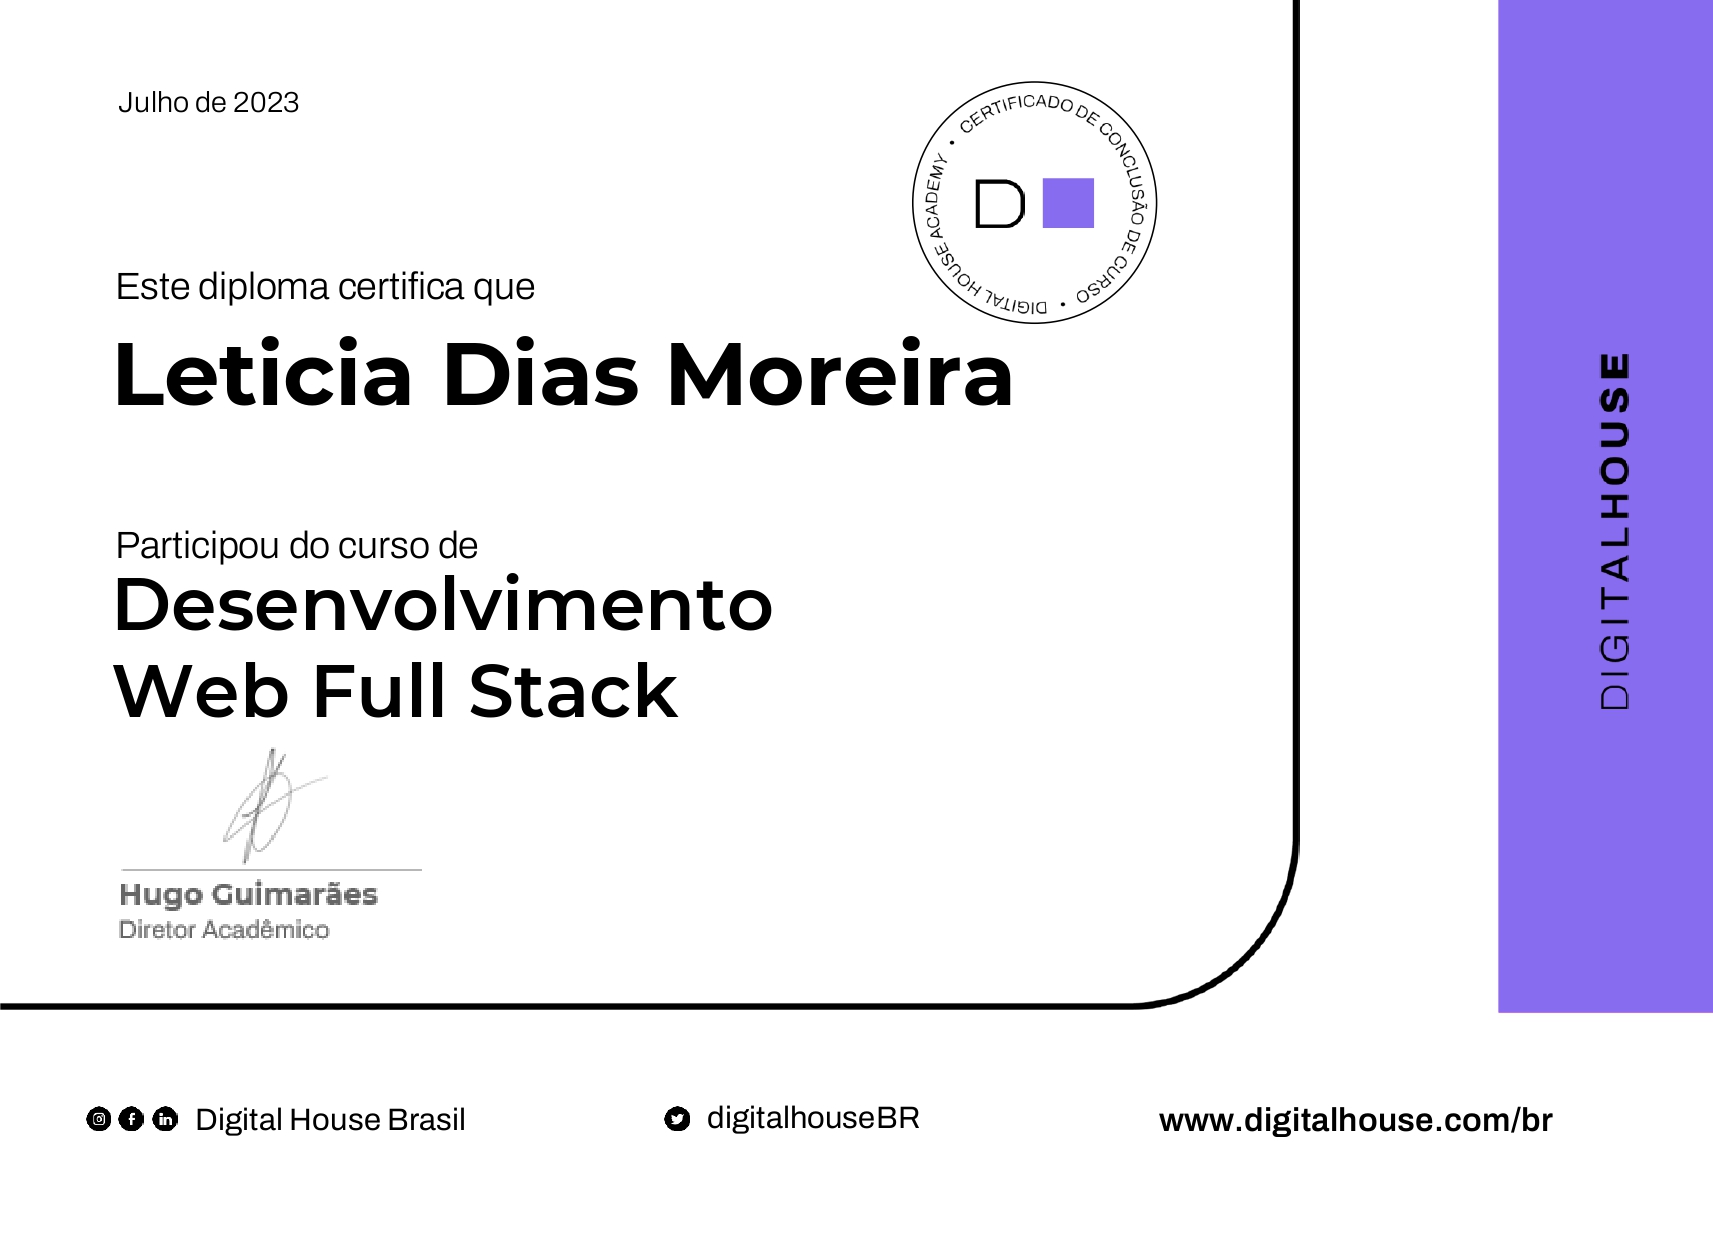 Julho de 2023
CERTIFICADO DE CONCLUSÃO DE CURSO • DIGITAL HOUSE ACADEMY •
D
Este diploma certifica que
Leticia Dias Moreira
Participou do curso de
Desenvolvimento
Web Full Stack
Hugo Guimarães
Diretor Acadêmico
DIGITALHOUSE
Digital House Brasil
digitalhouseBR
www.digitalhouse.com/br